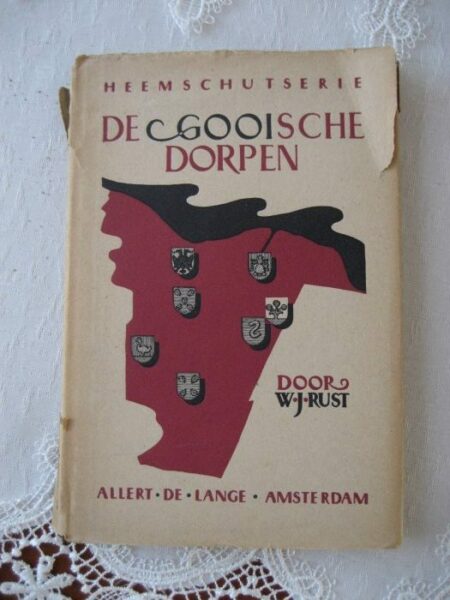 HEEMSCHUTSERIE
DE GOOISCHE
DORPEN
DOOR
W·J·RUST
ALLERT·DE·LANGE·AMSTERDAM